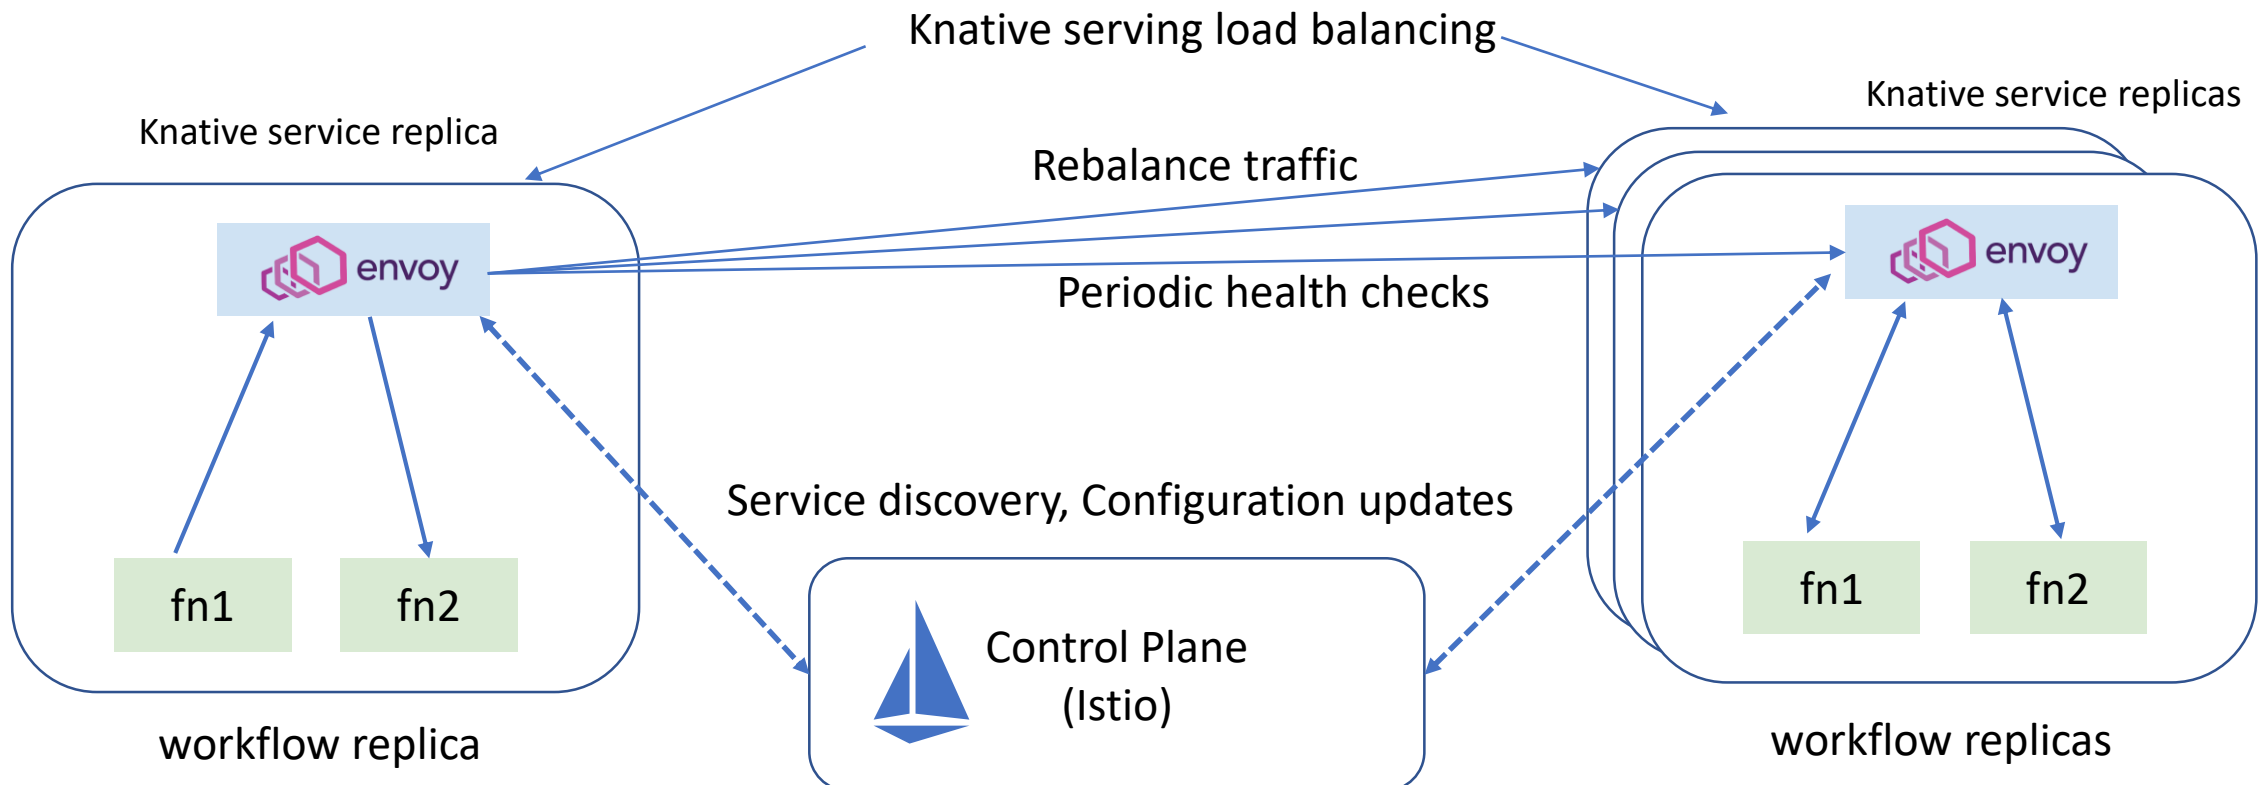 Knative serving load balancing
Knative service replicas
Knative service replica
Rebalance traffic
envoy
envoy
Periodic health checks
Service discovery, Configuration updates
fn1
fn2
fn1
fn2
Control Plane
(Istio)
workflow replica
workflow replicas